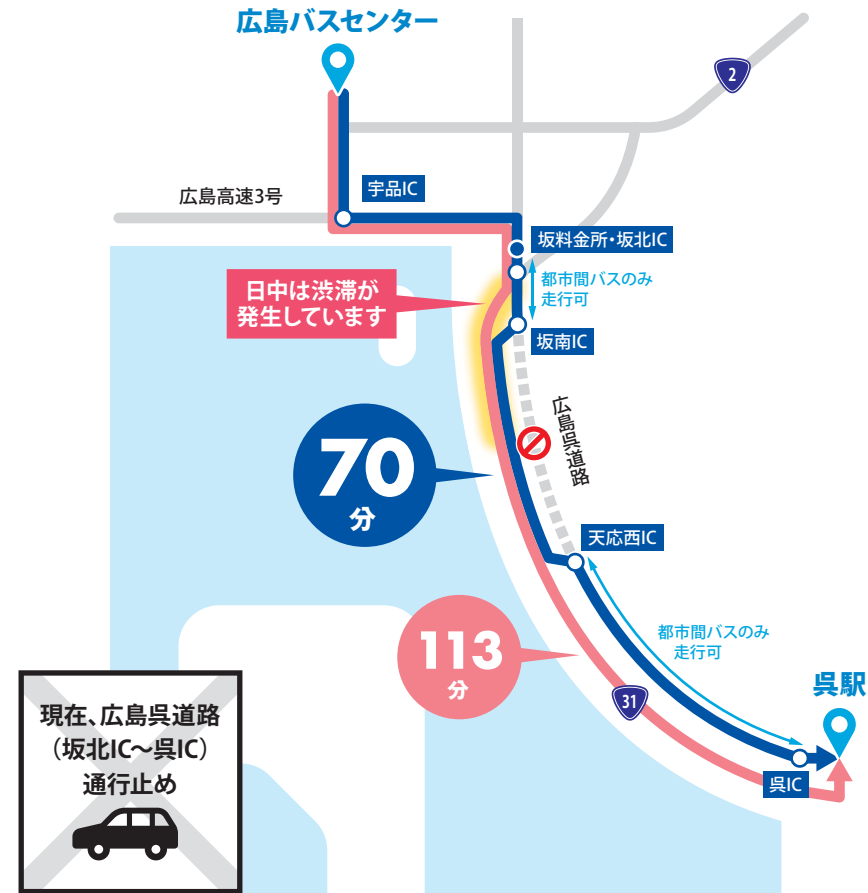 広島バスセンター
2
広島高速3号
宇品IC
坂料金所・坂北IC
都市間バスのみ
走行可
日中は渋滞が
発生しています
坂南IC
広島呉道路
70
分
天応西IC
113
分
都市間バスのみ
走行可
31
呉駅
呉IC
現在、広島呉道路
（坂北IC〜呉IC）
通行止め